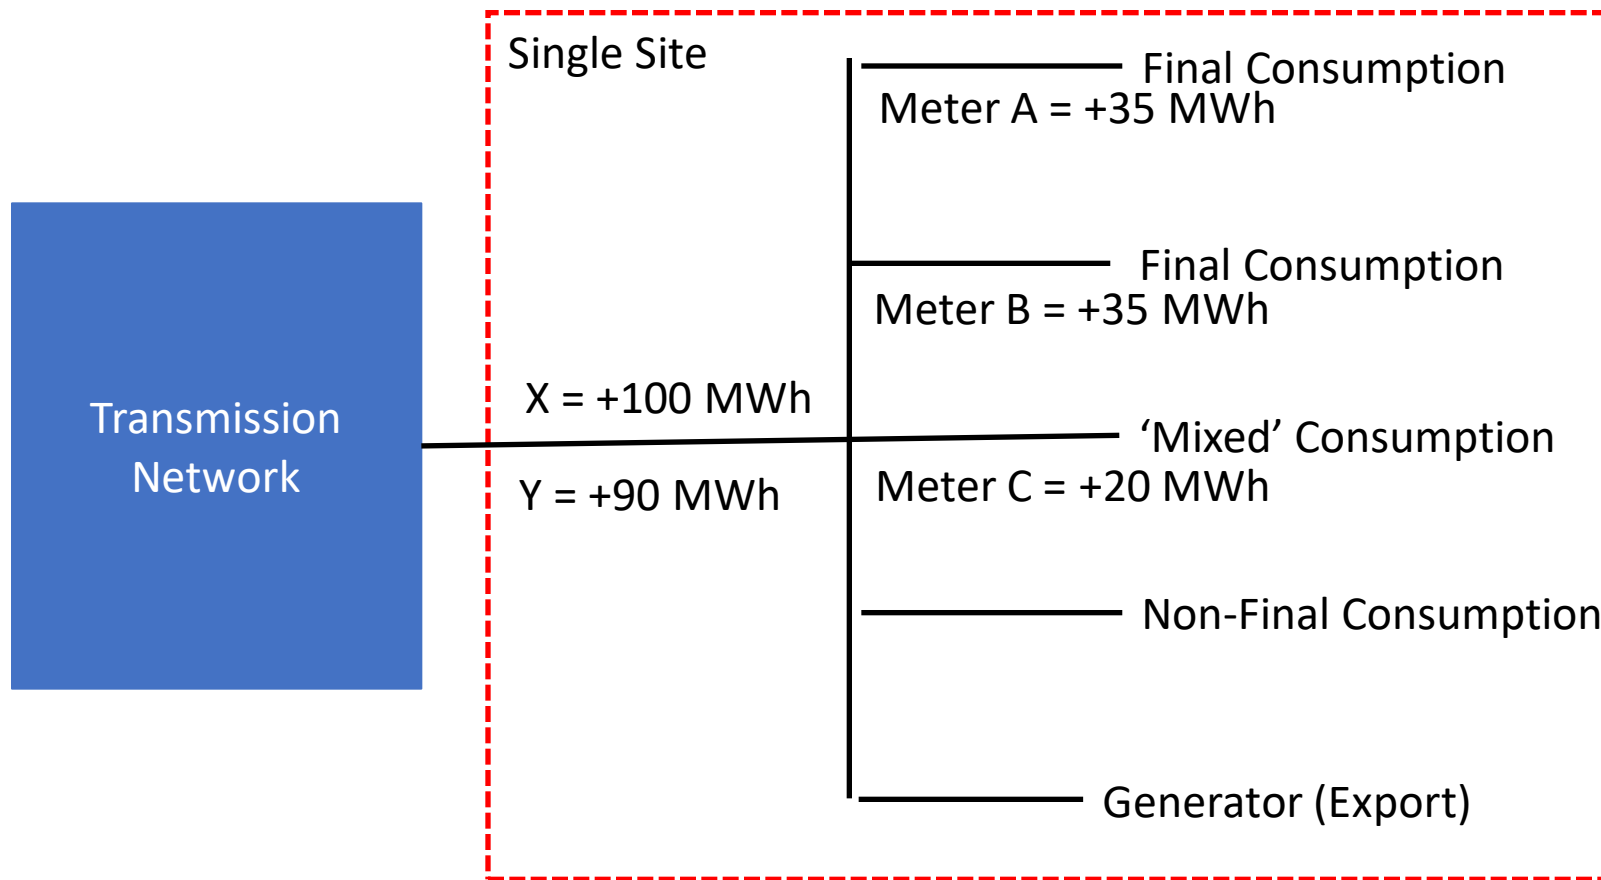 Single Site
Final Consumption
Meter A = +35 MWh
Final Consumption
Meter B = +35 MWh
Transmission
Network
X = +100 MWh
Y = +90 MWh
‘Mixed’ Consumption
Meter C = +20 MWh
Non-Final Consumption
Generator (Export)